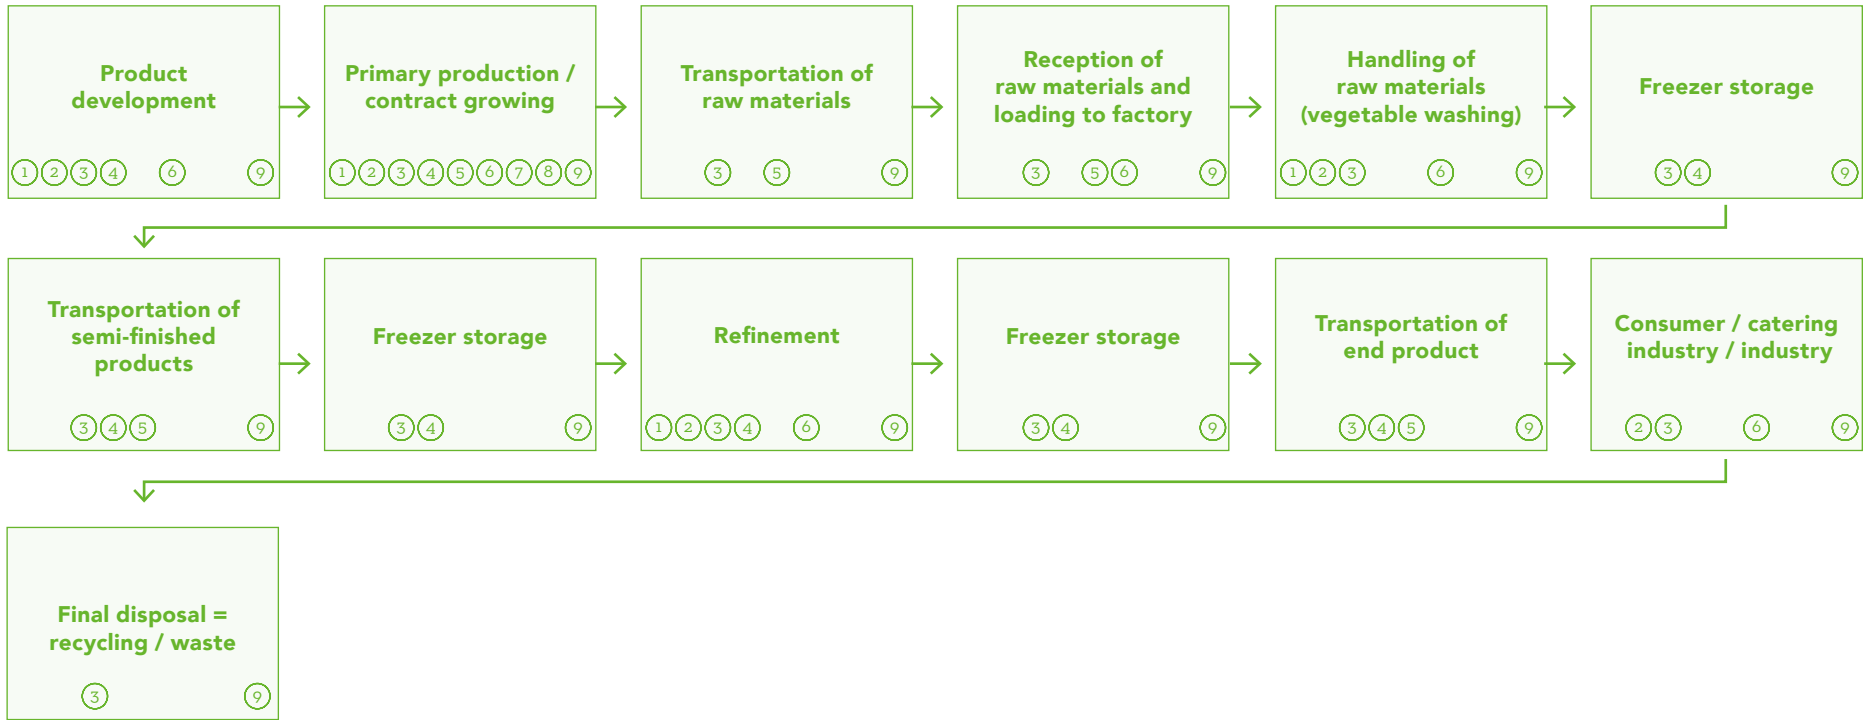 Product
development
1 2 3 4 6 9
Primary production /
contract growing
1 2 3 4 5 6 7 8 9
Transportation of
raw materials
3 5 9
Reception of
raw materials and
loading to factory
3 5 6 9
Handling of
raw materials
(vegetable washing)
1 2 3 6 9
Freezer storage
3 4 9
Transportation of
semi-finished
products
3 4 5 9
Freezer storage
3 4 9
Refinement
1 2 3 4 6 9
Freezer storage
3 4 9
Transportation of
end product
3 4 5 9
Consumer / catering
industry / industry
2 3 6 9
Final disposal =
recycling / waste
3 9